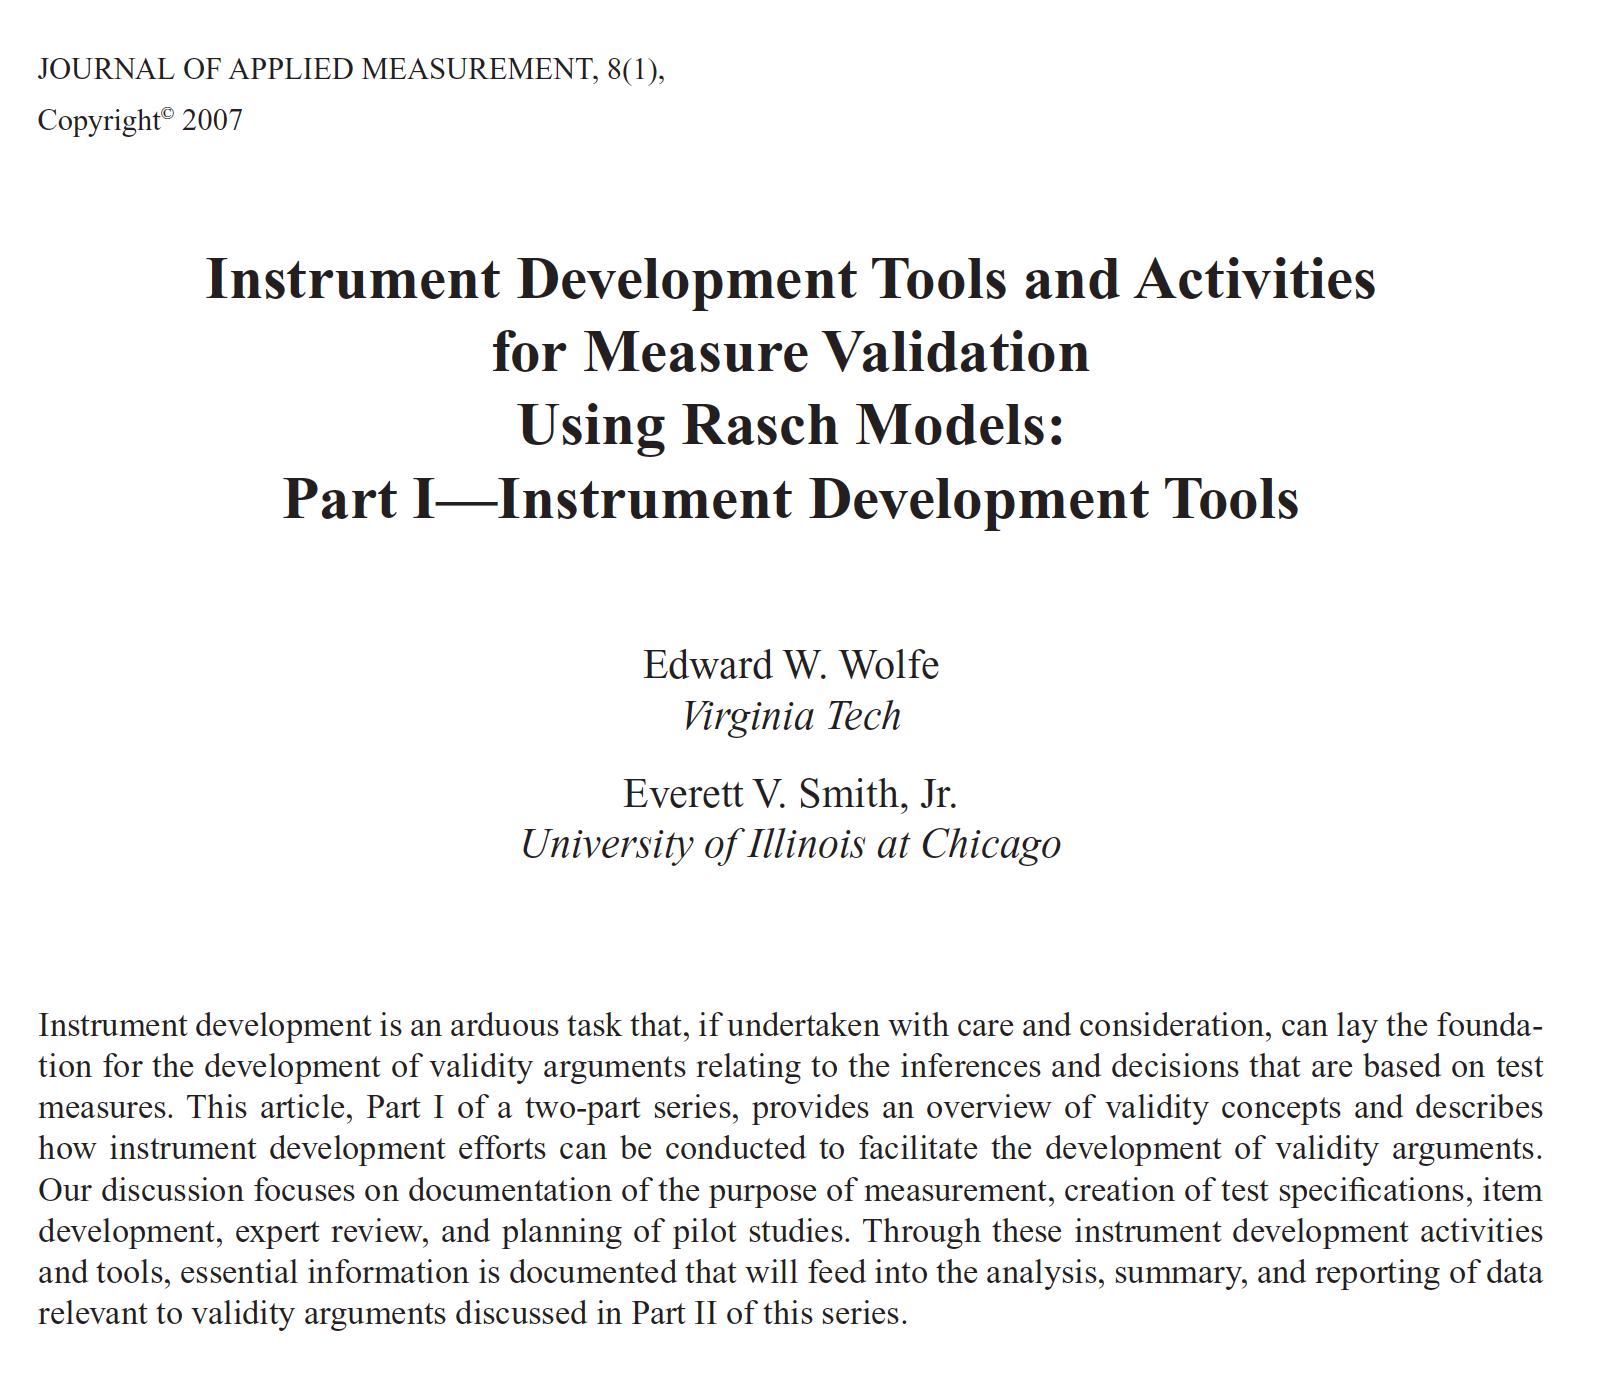 JOURNAL OF APPLIED MEASUREMENT, 8(1),
Copyright© 2007
Instrument Development Tools and Activities
for Measure Validation
Using Rasch Models:
Part I—Instrument Development Tools
Edward W. Wolfe
Virginia Tech
Everett V. Smith, Jr.
University of Illinois at Chicago
Instrument development is an arduous task that, if undertaken with care and consideration, can lay the founda-
tion for the development of validity arguments relating to the inferences and decisions that are based on test
measures. This article, Part I of a two-part series, provides an overview of validity concepts and describes
how instrument development efforts can be conducted to facilitate the development of validity arguments.
Our discussion focuses on documentation of the purpose of measurement, creation of test specifications, item
development, expert review, and planning of pilot studies. Through these instrument development activities
and tools, essential information is documented that will feed into the analysis, summary, and reporting of data
relevant to validity arguments discussed in Part II of this series.